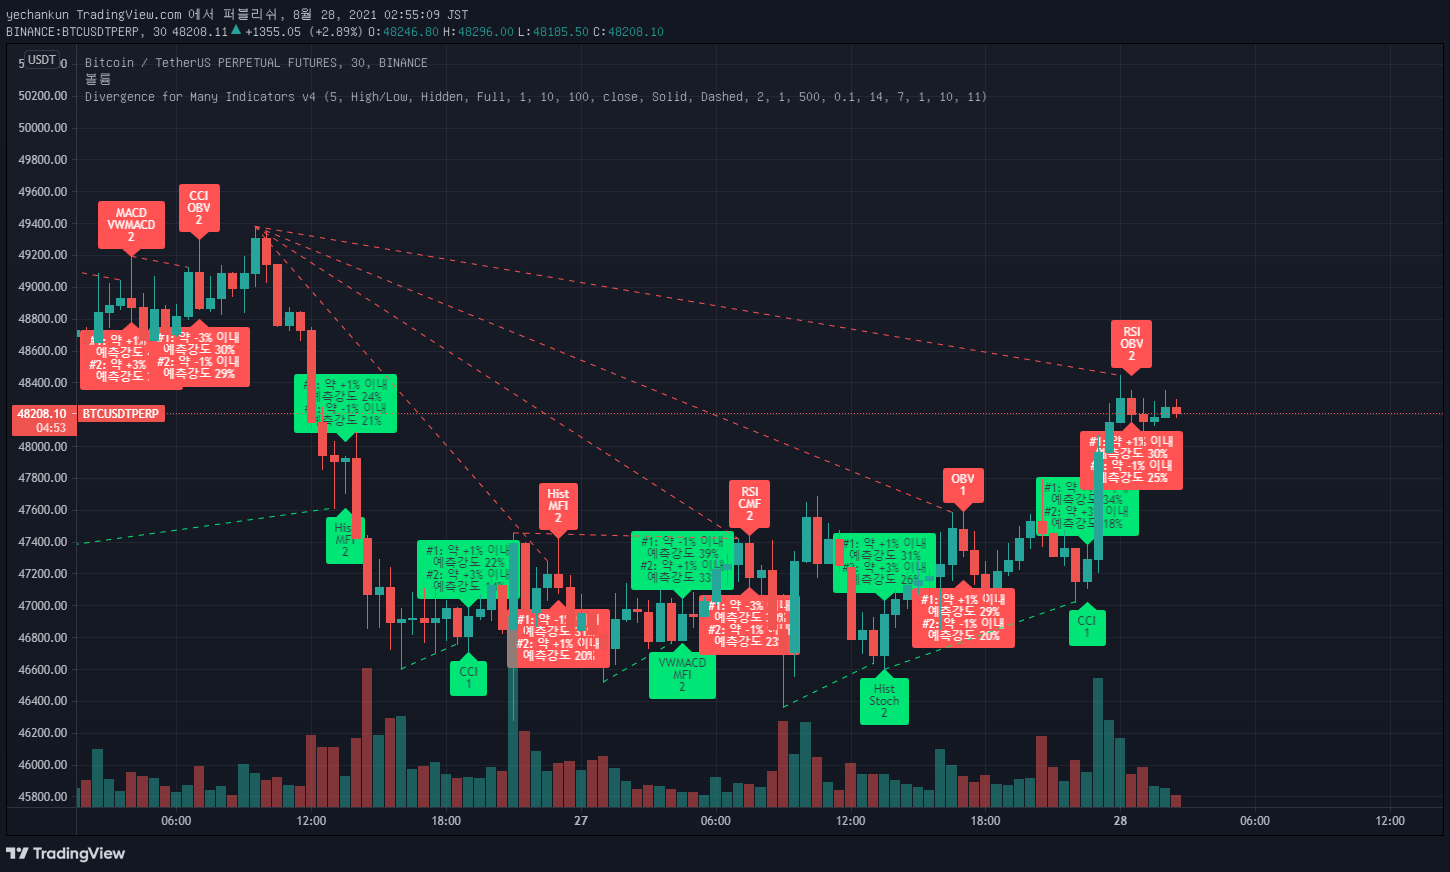 yechankun TradingView.com 에서 퍼블리쉬, 8월 28, 2021 02:55:09 JST
BINANCE:BTCUSDTPERP, 30 48208.11 ▲ +1355.05 (+2.89%) O:48246.80 H:48296.00 L:48185.50 C:48208.10
USDT
Bitcoin / TetherUS PERPETUAL FUTURES, 30, BINANCE
볼륨
Divergence for Many Indicators v4 (5, High/Low, Hidden, Full, 1, 10, 100, close, Solid, Dashed, 2, 1, 500, 0.1, 14, 7, 1, 10, 11)
50200.00
50000.00
49800.00
49600.00
49400.00
49200.00
49000.00
48800.00
48600.00
48400.00
48208.10
04:53
BTCUSDTPERP
48000.00
47800.00
47600.00
47400.00
47200.00
47000.00
46800.00
46600.00
46400.00
46200.00
46000.00
45800.00
MACD
VWMACD
2
CCI
OBV
2
#1: 약 +1%
예측강도
#2: 약 +3%
예측강도
#1: 약 -3% 이내
예측강도 30%
#2: 약 -1% 이내
예측강도 29%
약 +1% 이내
예측강도 24%
약 -1% 이내
21%
Hist
MFI
2
#1: 약 +1% 이내
예측강도 22%
#2: 약 +3% 이내
예측강도
CCI
1
Hist
MFI
2
#1: 약
예측강도
#2: 약 +1% 이내
예측강도 20%
#1: 약 -1% 이내
예측강도 39%
#2: 약 +1% 이내
예측강도 33%
VWMACD
MFI
2
RSI
CMF
2
#1: 약 -3%
예측강도
#2: 약 -1%
예측강도 23%
#1: 약 +1% 이내
예측강도 31%
약 +3% 이내
예측강도 26%
Hist
Stoch
2
OBV
1
#1: 약 +1% 이내
예측강도 29%
#2: 약 -1% 이내
예측강도 20%
#1: 약 이내
예측강도 34%
#2: 약 이내
예측강도 18%
CCI
1
RSI
OBV
2
#1: 약 +1% 이내
예측강도 30%
약 -1% 이내
예측강도 25%
06:00
12:00
18:00
27
06:00
12:00
18:00
28
06:00
12:00
TradingView